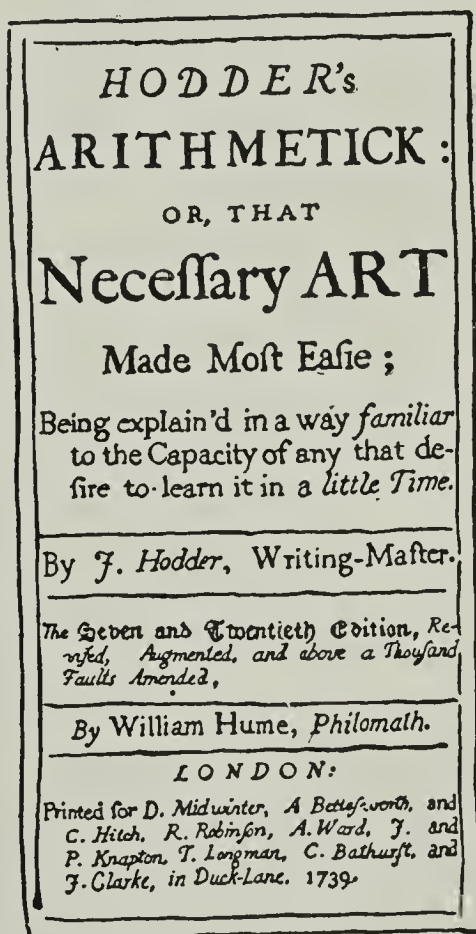 HODDER's
ARITHMETICK:
OR, THAT
Neceſſary ART
Made Moſt Eaſie;
Being explain'd in a way familiar
to the Capacity of any that de-
ſire to learn it in a little Time.
By J. Hodder, Writing-Maſter.
The Seven and Twentieth Edition, Re-
viſed, Augmented, and above a Thouſand
Faults Amended,
By William Hume, Philomath.
LONDON:
Printed for D. Midwinter, A Betteſworth, and
C. Hitch, R. Robinſon, A. Ward, J. and
P. Knapton, T. Longman, C. Bathurſt, and
J. Clarke, in Duck-Lane. 1739.